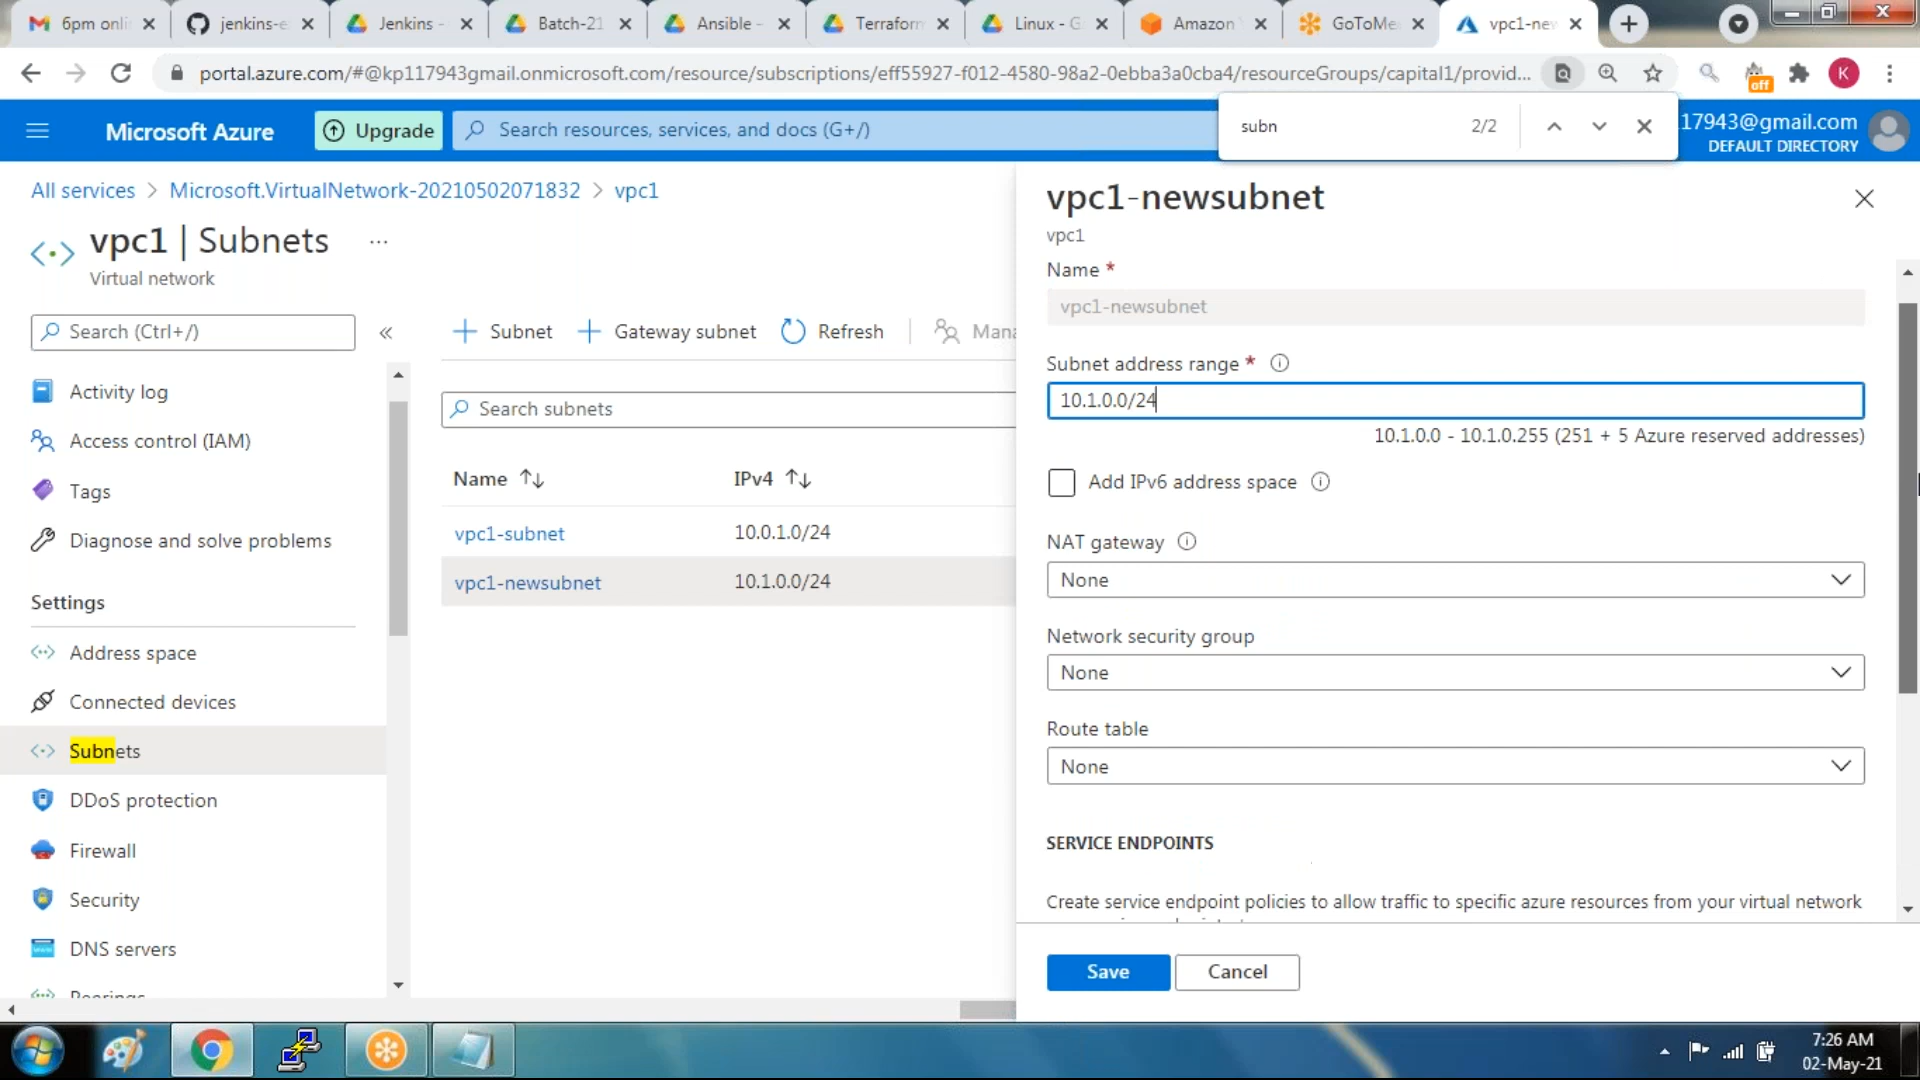 6pm onli
jenkins-e
Jenkins -
Batch-21
Ansible -
Terraform
Linux - G
Amazon
GoToMe
vpc1-new
portal.azure.com/#@kp117943gmail.onmicrosoft.com/resource/subscriptions/eff55927-f012-4580-98a2-0ebba3a0cba4/resourceGroups/capital1/provid...
off
K
Microsoft Azure
Upgrade
Search resources, services, and docs (G+/)
subn
2/2
17943@gmail.com
DEFAULT DIRECTORY
All services > Microsoft.VirtualNetwork-20210502071832 > vpc1
vpc1 | Subnets ...
Virtual network
Search (Ctrl+/)
«
Activity log
Access control (IAM)
Tags
Diagnose and solve problems
Settings
Address space
Connected devices
Subnets
DDoS protection
Firewall
Security
DNS servers
Peerings
+ Subnet
+ Gateway subnet
Refresh
Mana
Search subnets
Name
IPv4
vpc1-subnet
10.0.1.0/24
vpc1-newsubnet
10.1.0.0/24
vpc1-newsubnet
vpc1
Name *
vpc1-newsubnet
Subnet address range *
10.1.0.0/24
10.1.0.0 - 10.1.0.255 (251 + 5 Azure reserved addresses)
Add IPv6 address space
NAT gateway
None
Network security group
None
Route table
None
SERVICE ENDPOINTS
Create service endpoint policies to allow traffic to specific azure resources from your virtual network
Save
Cancel
7:26 AM
02-May-21